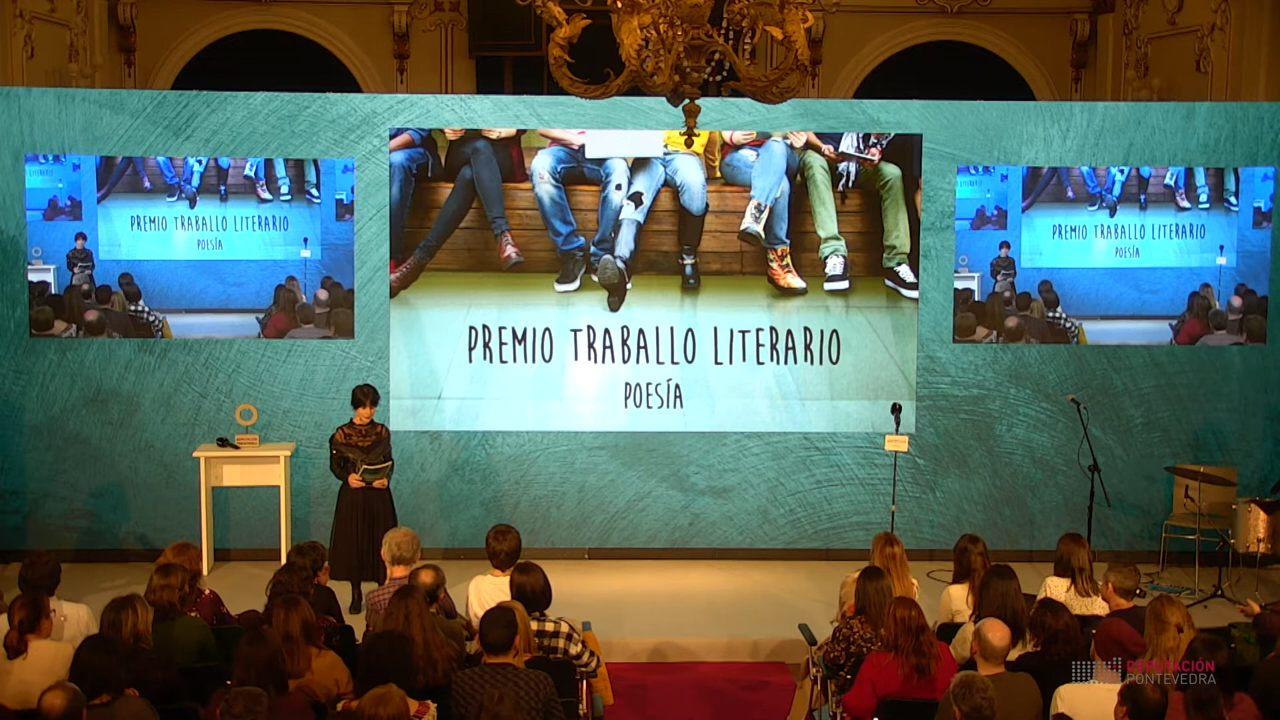 PREMIO TRABALLO LITERARIO
POESÍA
PREMIO TRABALLO LITERARIO
POESÍA
PREMIO TRABALLO LITERARIO
POESÍA
DEPUTACIÓN
PONTEVEDRA